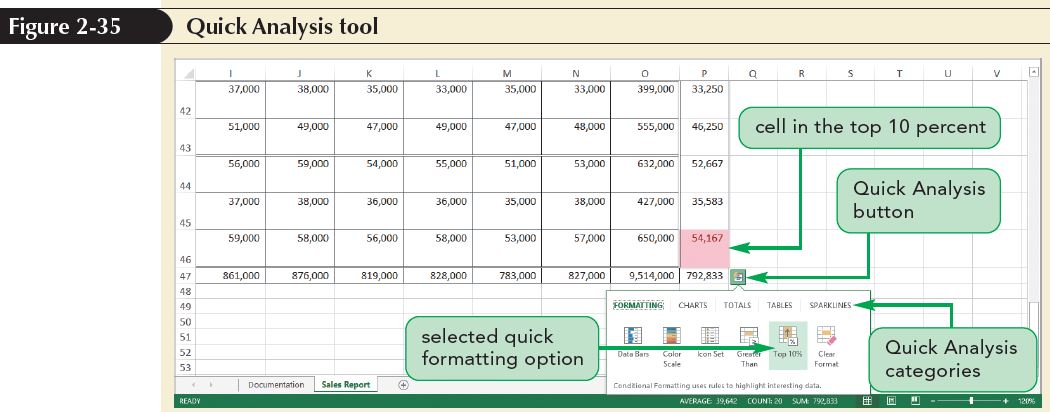 Figure 2-35 Quick Analysis tool
I J K L M N O P Q R S T U V
37,000 38,000 35,000 33,000 35,000 33,000 399,000 33,250
42
51,000 49,000 47,000 49,000 47,000 48,000 555,000 46,250
cell in the top 10 percent
43
56,000 59,000 54,000 55,000 51,000 53,000 632,000 52,667
44
Quick Analysis
button
37,000 38,000 36,000 36,000 35,000 38,000 427,000 35,583
45
59,000 58,000 56,000 58,000 53,000 57,000 650,000 54,167
46
47 861,000 876,000 819,000 828,000 783,000 827,000 9,514,000 792,833
48
49
FORMATTING CHARTS TOTALS TABLES SPARKLINES
50
51
52
53
selected quick
formatting option
Data Bars Color Scale Icon Set Greater Than Top 10% Clear Format
Quick Analysis
categories
Conditional Formatting uses rules to highlight interesting data.
Documentation Sales Report
READY AVERAGE: 39,642 COUNT: 20 SUM: 792,833 120%